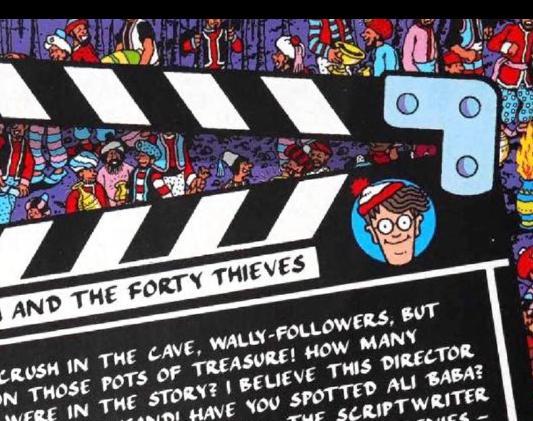 AND THE FORTY THIEVES
CRUSH IN THE CAVE, WALLY-FOLLOWERS, BUT
ON THOSE POTS OF TREASURE! HOW MANY
WERE IN THE STORY? I BELIEVE THIS DIRECTOR
HAVE YOU SPOTTED ALI BABA?
THE SCRIPTWRITER